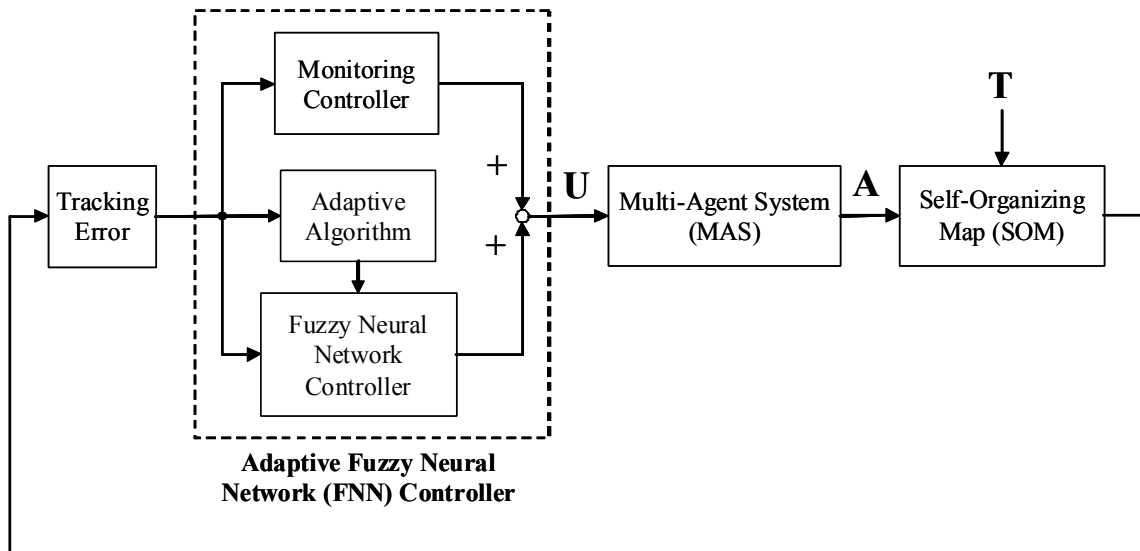 Monitoring
Controller
+
Tracking
Error
Adaptive
Algorithm
+
Fuzzy Neural
Network
Controller
U
Multi-Agent System
(MAS)
A
T
Self-Organizing
Map (SOM)
Adaptive Fuzzy Neural
Network (FNN) Controller